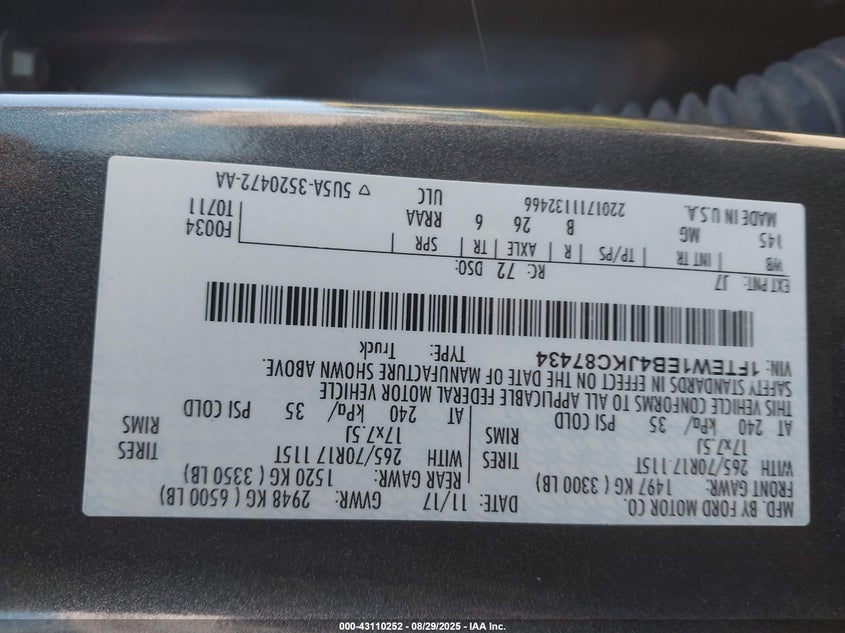 MFD. BY FORD MOTOR CO.
DATE: 11/17 GVWR: 2948 KG ( 6500 LB)
FRONT GAWR: 1497 KG ( 3300 LB) REAR GAWR: 1520 KG ( 3350 LB)
WITH 265/70R17 115T TIRES WITH 265/70R17 115T TIRES
17x7.5J RIMS 17x7.5J RIMS
AT 240 kPa/ 35 PSI COLD AT 240 kPa/ 35 PSI COLD
THIS VEHICLE CONFORMS TO ALL APPLICABLE FEDERAL MOTOR VEHICLE
SAFETY STANDARDS IN EFFECT ON THE DATE OF MANUFACTURE SHOWN ABOVE.
VIN: 1FTEW1EB4JKC87434 TYPE: Truck
EXT PNT: J7 RC: 72 DSO:
WB | INT TR | TP/PS | R | AXLE | TR | SPR F0034
145 MG B 26 6 RRAA T0711
MADE IN U.S.A. 2201711132466 ULC ▽ 5U5A-3520472-AA
000-43110252 - 08/29/2025 - IAA Inc.